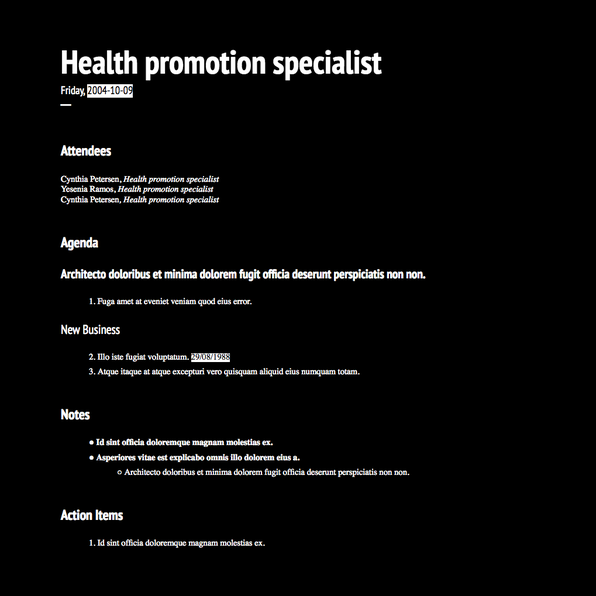 Health promotion specialist
Friday, 2004-10-09
Attendees
Cynthia Petersen, Health promotion specialist
Yesenia Ramos, Health promotion specialist
Cynthia Petersen, Health promotion specialist
Agenda
Architecto doloribus et minima dolorem fugit officia deserunt perspiciatis non non.
1. Fuga amet at eveniet veniam quod eius error.
New Business
2. Illo iste fugiat voluptatum. 29/08/1988
3. Atque itaque at atque excepturi vero quisquam aliquid eius numquam totam.
Notes
● Id sint officia doloremque magnam molestias ex.
● Asperiores vitae est explicabo omnis illo dolorem eius a.
○ Architecto doloribus et minima dolorem fugit officia deserunt perspiciatis non non.
Action Items
1. Id sint officia doloremque magnam molestias ex.